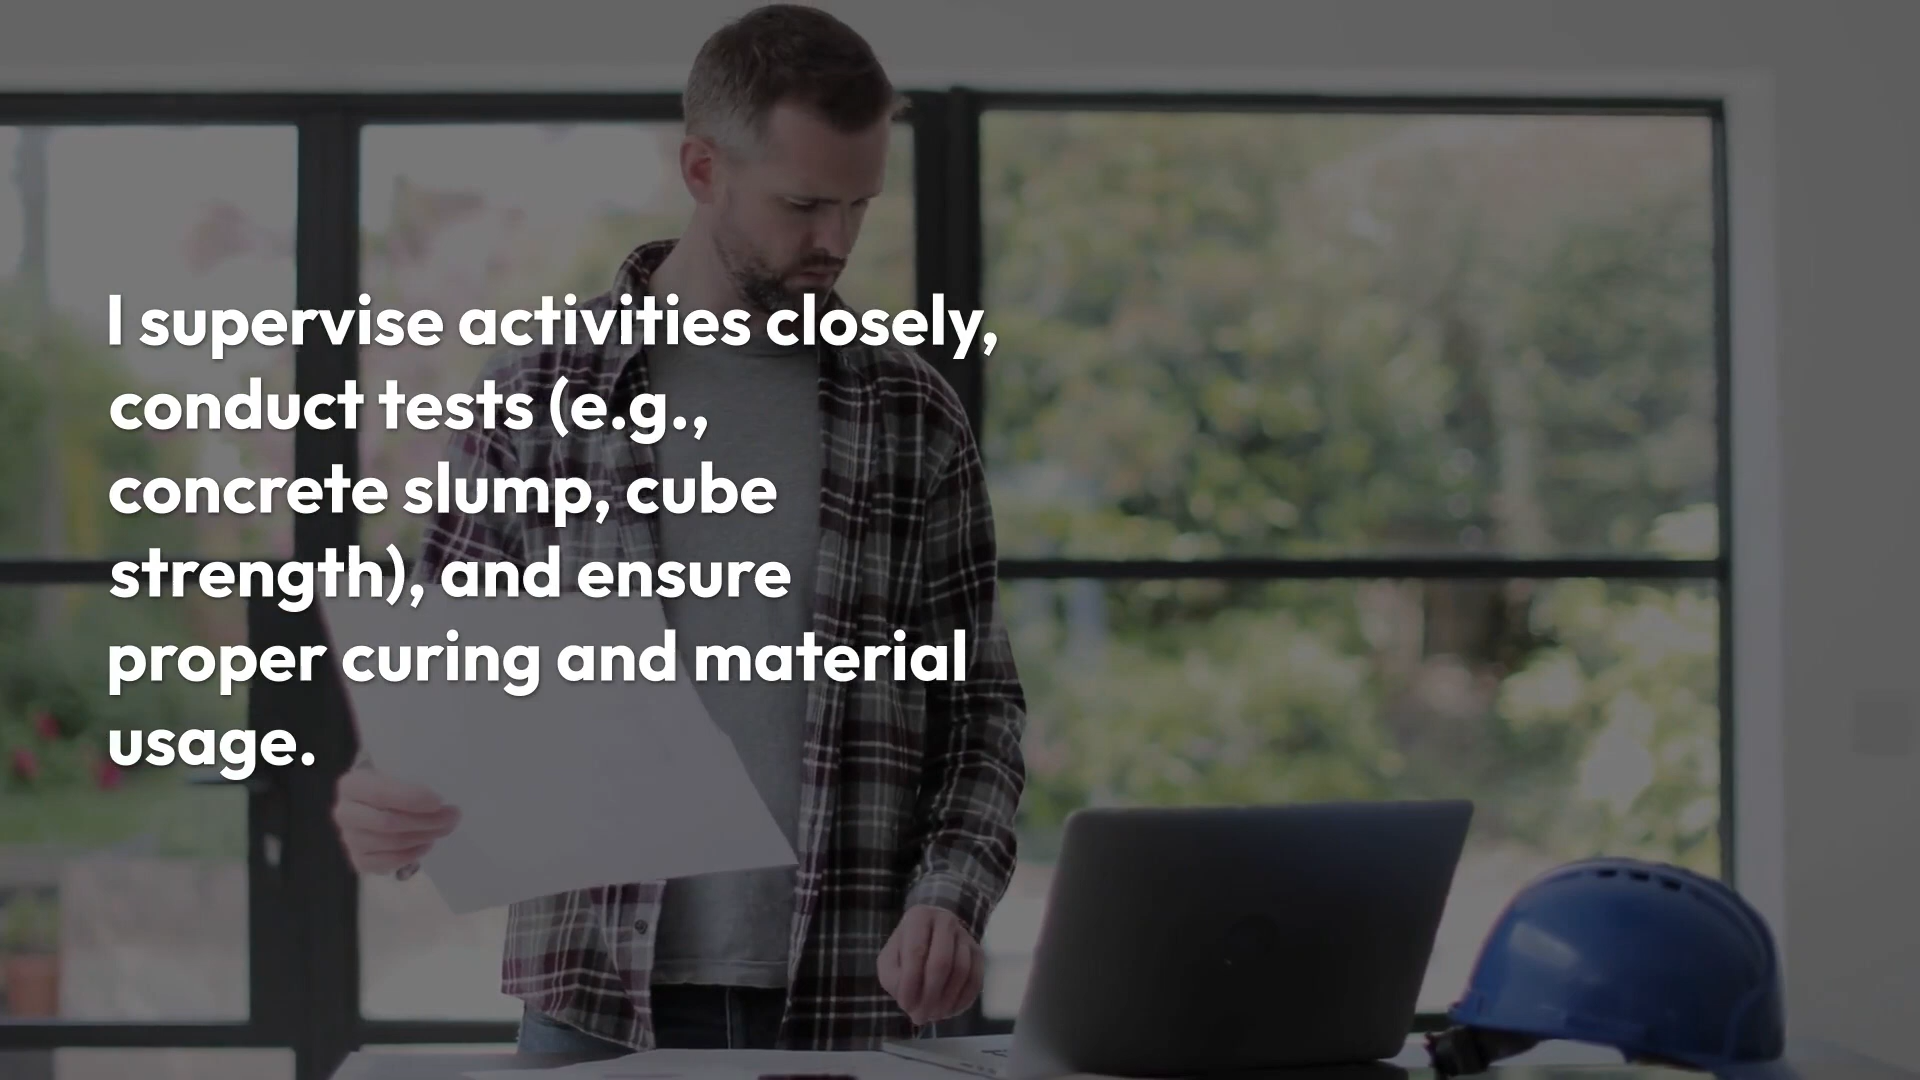 I supervise activities closely,
conduct tests (e.g.,
concrete slump, cube
strength), and ensure
proper curing and material
usage.